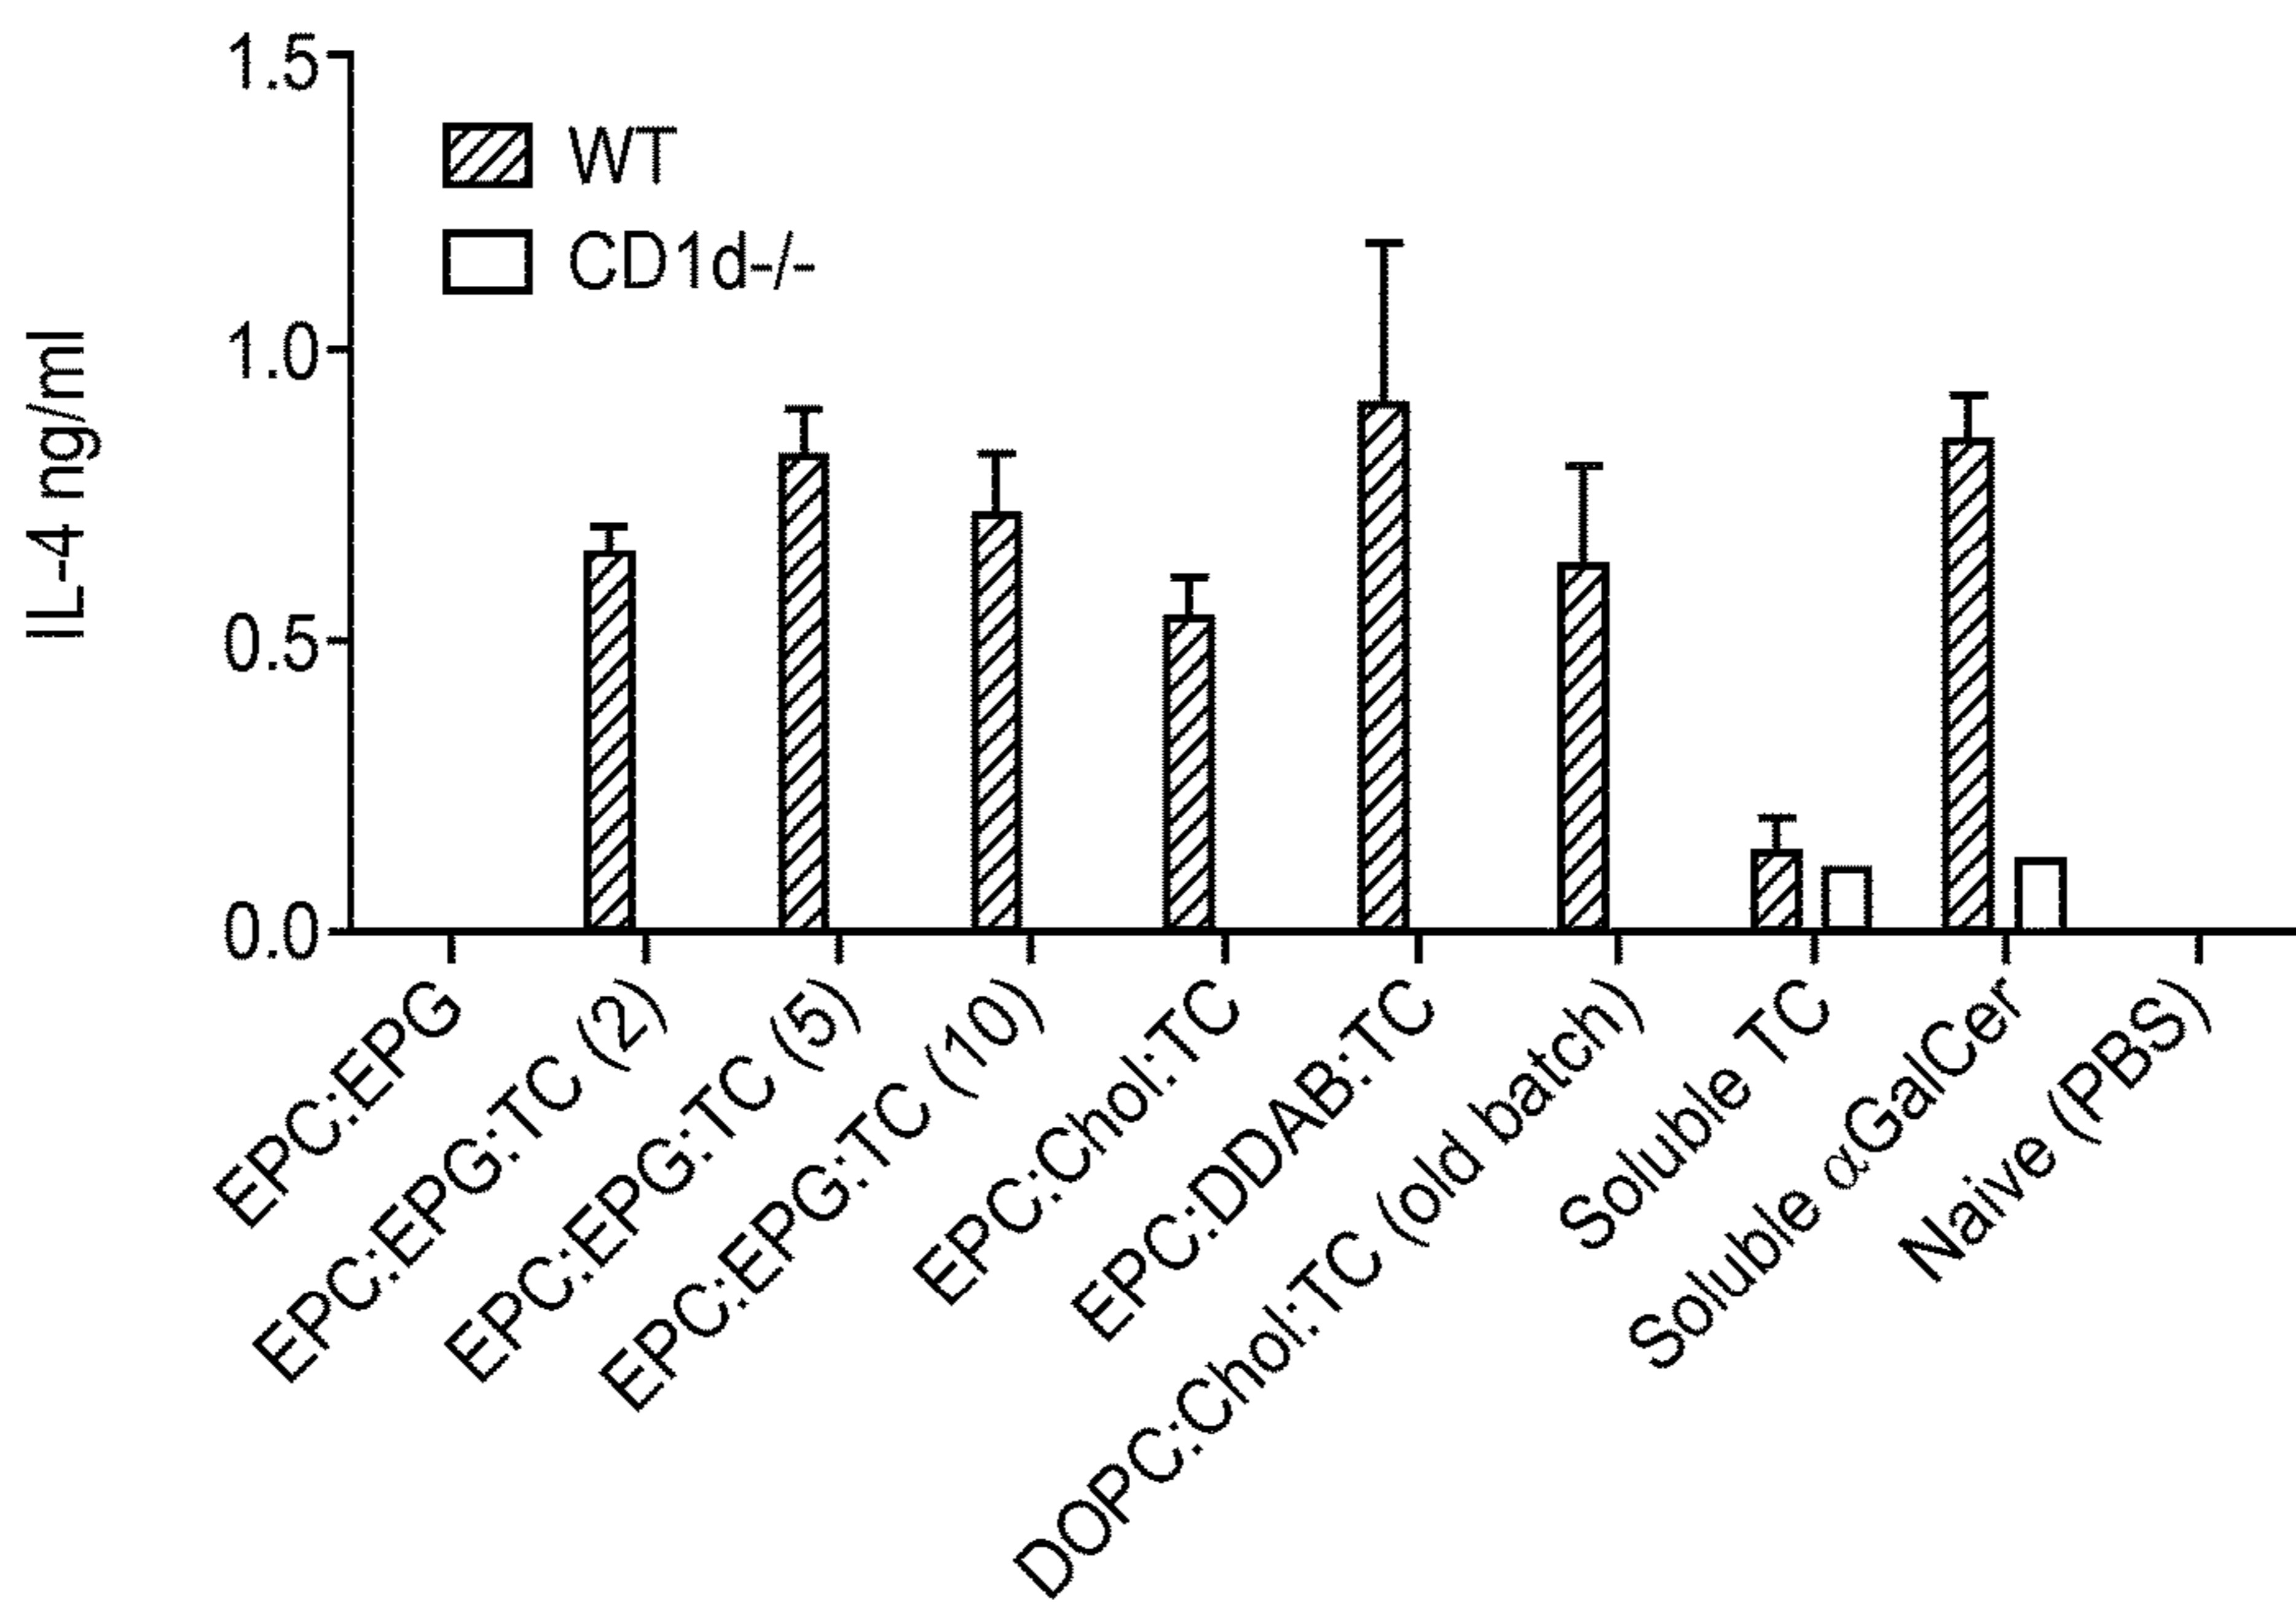 1.5
WT
CD1d-/-
1.0
IL-4 ng/ml
0.5
0.0
EPC:EPG
EPC:EPG:TC (2)
EPC:EPG:TC (5)
EPC:EPG:TC (10)
EPC:Chol:TC
EPC:DDAB:TC
DOPC:Chol:TC (old batch)
Soluble TC
Soluble αGalCer
Naive (PBS)